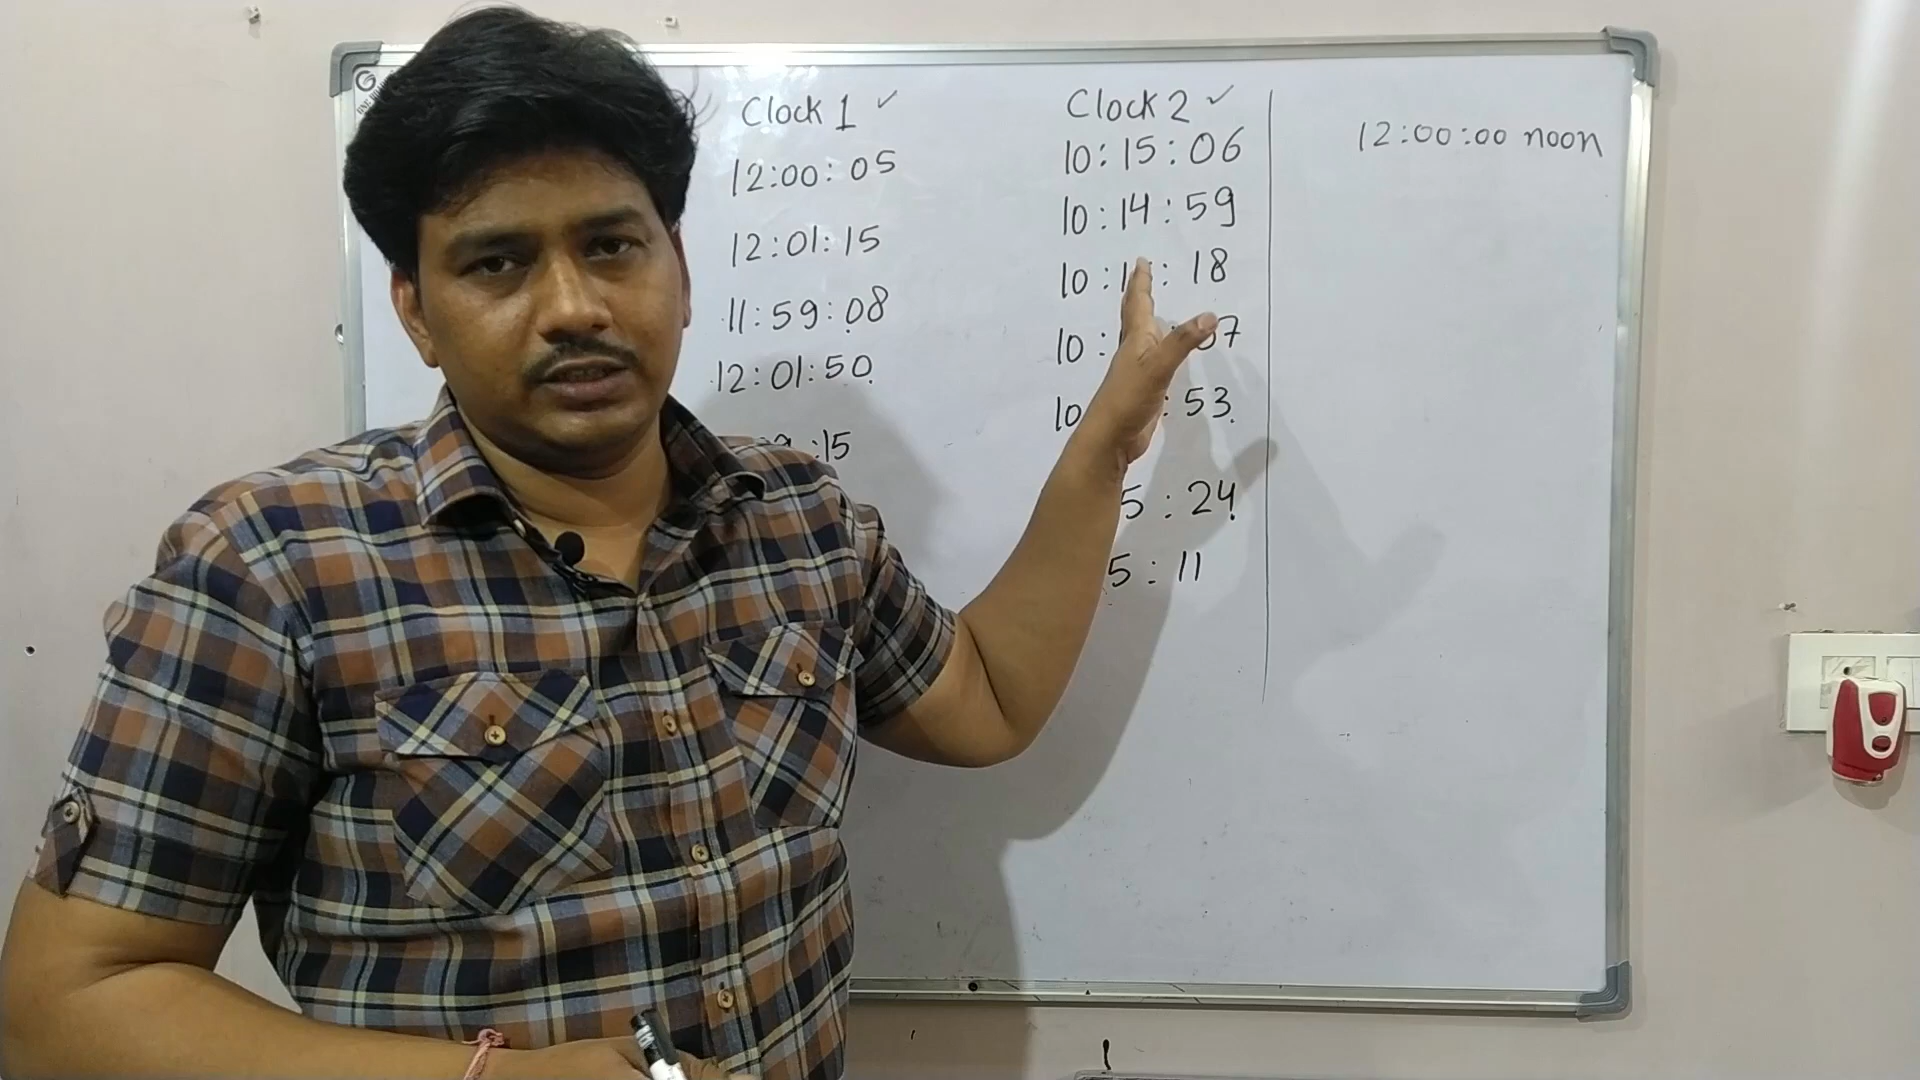 Clock 1 ✓
12:00:05
12:01:15
11:59:08
12:01:50
:15
Clock 2 ✓
10:15:06
10:14:59
10:1 : 18
10: : 7
10 : 53
5:24
5:11
12:00:00 noon